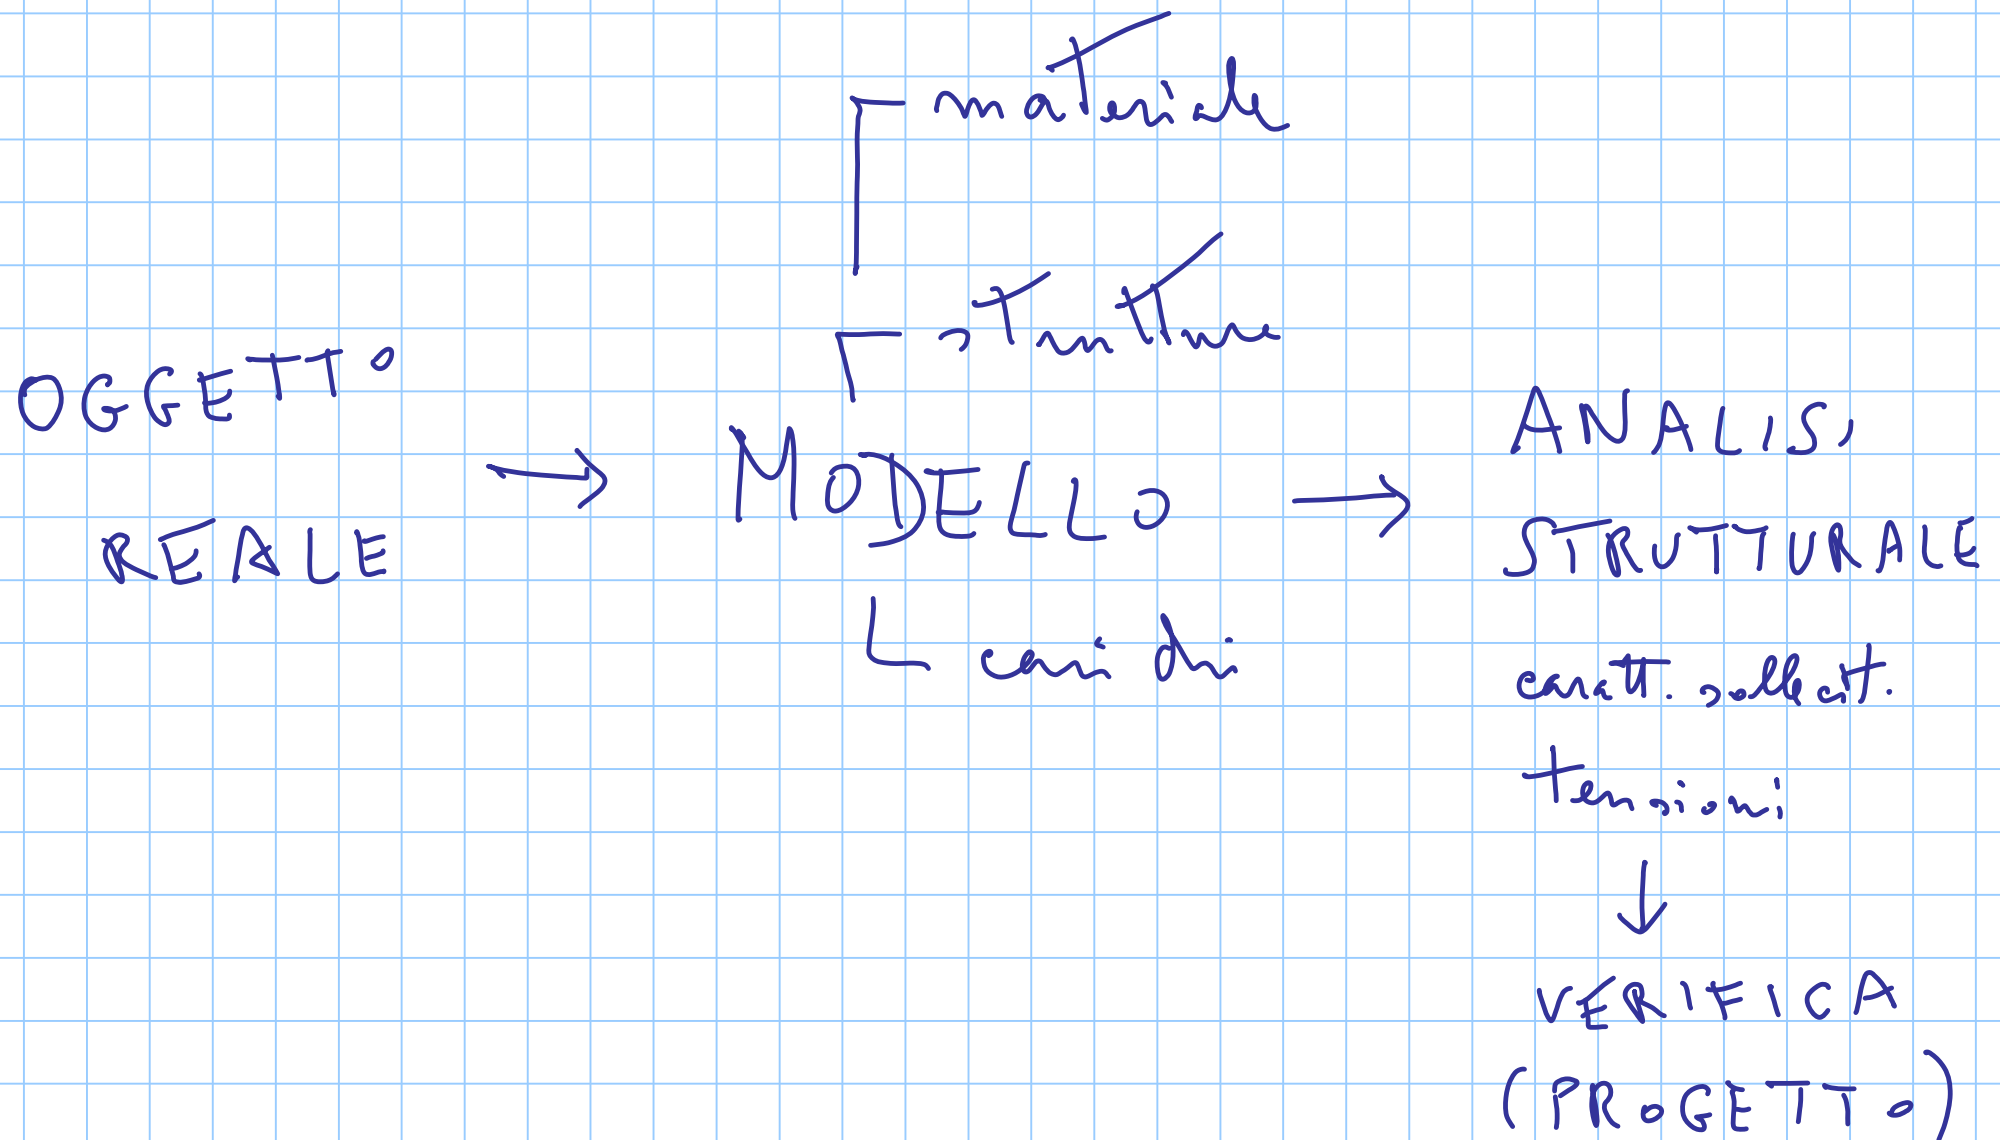 materiale
struttura
OGGETTO
REALE
MODELLO
carichi
ANALISI
STRUTTURALE
caratt. sollecit.
tensioni
VERIFICA
(PROGETTO)